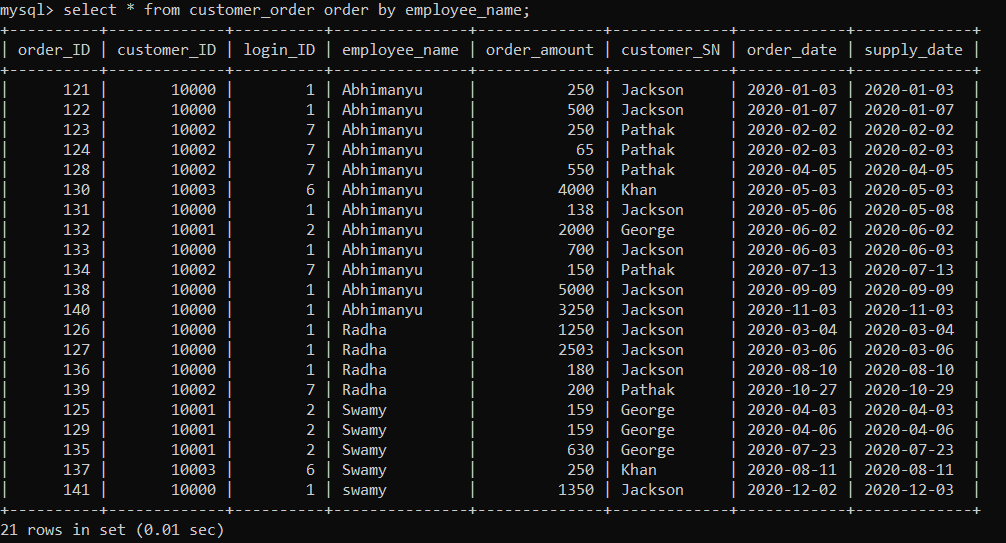 mysql> select * from customer_order order by employee_name;
+----------+-------------+----------+---------------+--------------+-------------+------------+-------------+
| order_ID | customer_ID | login_ID | employee_name | order_amount | customer_SN | order_date | supply_date |
+----------+-------------+----------+---------------+--------------+-------------+------------+-------------+
|      121 |       10000 |        1 | Abhimanyu     |          250 | Jackson     | 2020-01-03 | 2020-01-03  |
|      122 |       10000 |        1 | Abhimanyu     |          500 | Jackson     | 2020-01-07 | 2020-01-07  |
|      123 |       10002 |        7 | Abhimanyu     |          250 | Pathak      | 2020-02-02 | 2020-02-02  |
|      124 |       10002 |        7 | Abhimanyu     |           65 | Pathak      | 2020-02-03 | 2020-02-03  |
|      128 |       10002 |        7 | Abhimanyu     |          550 | Pathak      | 2020-04-05 | 2020-04-05  |
|      130 |       10003 |        6 | Abhimanyu     |         4000 | Khan        | 2020-05-03 | 2020-05-03  |
|      131 |       10000 |        1 | Abhimanyu     |          138 | Jackson     | 2020-05-06 | 2020-05-08  |
|      132 |       10001 |        2 | Abhimanyu     |         2000 | George      | 2020-06-02 | 2020-06-02  |
|      133 |       10000 |        1 | Abhimanyu     |          700 | Jackson     | 2020-06-03 | 2020-06-03  |
|      134 |       10002 |        7 | Abhimanyu     |          150 | Pathak      | 2020-07-13 | 2020-07-13  |
|      138 |       10000 |        1 | Abhimanyu     |         5000 | Jackson     | 2020-09-09 | 2020-09-09  |
|      140 |       10000 |        1 | Abhimanyu     |         3250 | Jackson     | 2020-11-03 | 2020-11-03  |
|      126 |       10000 |        1 | Radha         |         1250 | Jackson     | 2020-03-04 | 2020-03-04  |
|      127 |       10000 |        1 | Radha         |         2503 | Jackson     | 2020-03-06 | 2020-03-06  |
|      136 |       10000 |        1 | Radha         |          180 | Jackson     | 2020-08-10 | 2020-08-10  |
|      139 |       10002 |        7 | Radha         |          200 | Pathak      | 2020-10-27 | 2020-10-29  |
|      125 |       10001 |        2 | Swamy         |          159 | George      | 2020-04-03 | 2020-04-03  |
|      129 |       10001 |        2 | Swamy         |          159 | George      | 2020-04-06 | 2020-04-06  |
|      135 |       10001 |        2 | Swamy         |          630 | George      | 2020-07-23 | 2020-07-23  |
|      137 |       10003 |        6 | Swamy         |          250 | Khan        | 2020-08-11 | 2020-08-11  |
|      141 |       10000 |        1 | swamy         |         1350 | Jackson     | 2020-12-02 | 2020-12-03  |
+----------+-------------+----------+---------------+--------------+-------------+------------+-------------+
21 rows in set (0.01 sec)